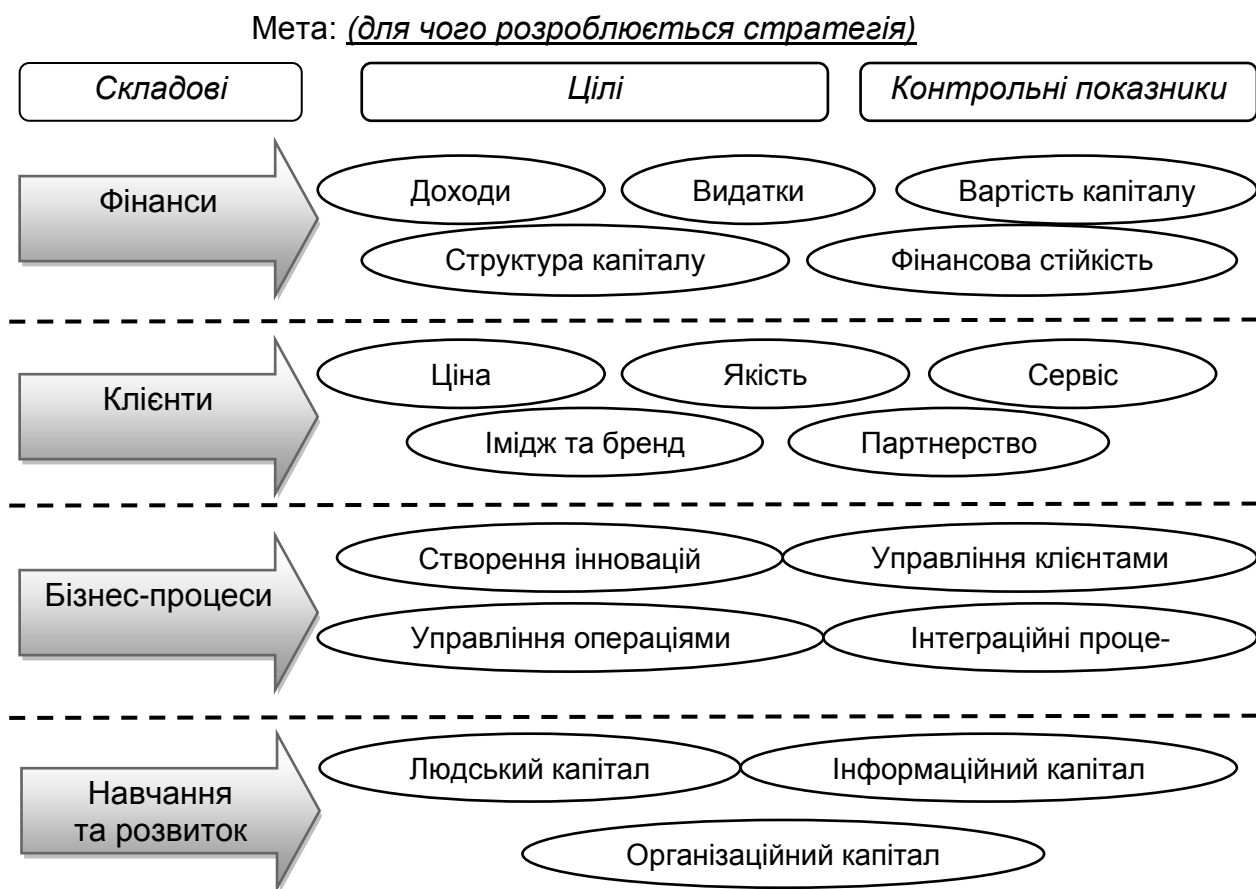 Мета: (для чого розроблюється стратегія)
Складові
Цілі
Контрольні показники
Фінанси
Доходи
Видатки
Вартість капіталу
Структура капіталу
Фінансова стійкість
Клієнти
Ціна
Якість
Сервіс
Імідж та бренд
Партнерство
Бізнес-процеси
Створення інновацій
Управління клієнтами
Управління операціями
Інтеграційні проце-
Навчання
та розвиток
Людський капітал
Інформаційний капітал
Організаційний капітал